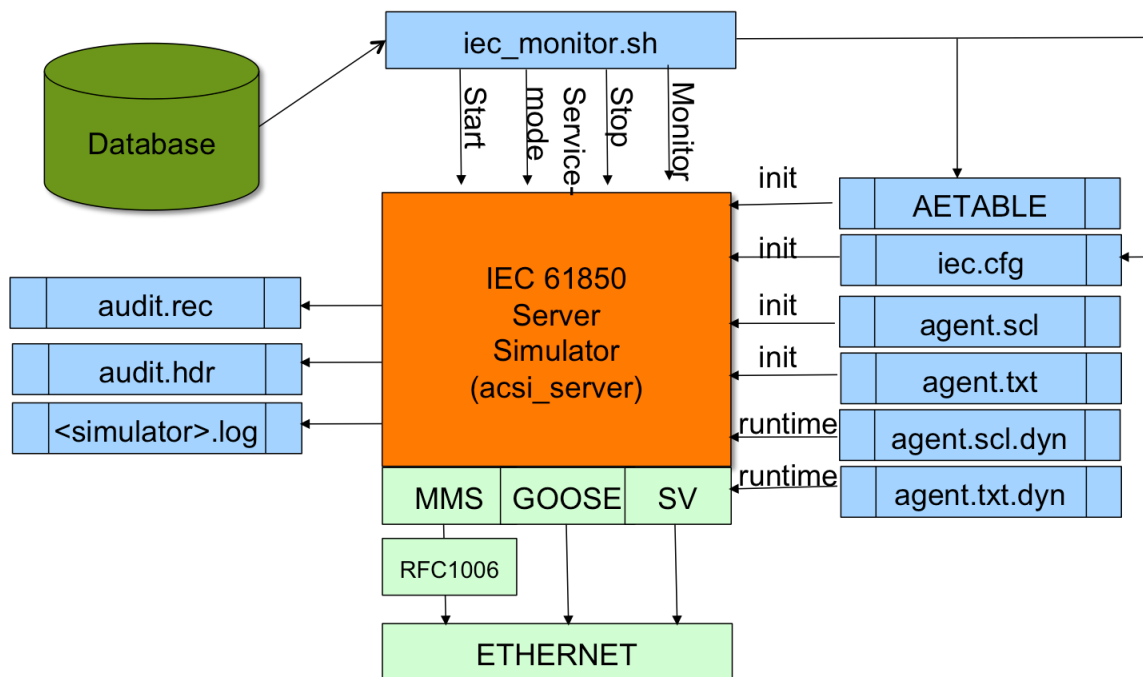 iec_monitor.sh
Database
Start
mode
Service
Stop
Monitor
init
AETABLE
init
iec.cfg
IEC 61850
Server
Simulator
(acsi_server)
audit.rec
audit.hdr
<simulator>.log
init
agent.scl
init
agent.txt
runtime
agent.scl.dyn
runtime
agent.txt.dyn
MMS
GOOSE
SV
RFC1006
ETHERNET